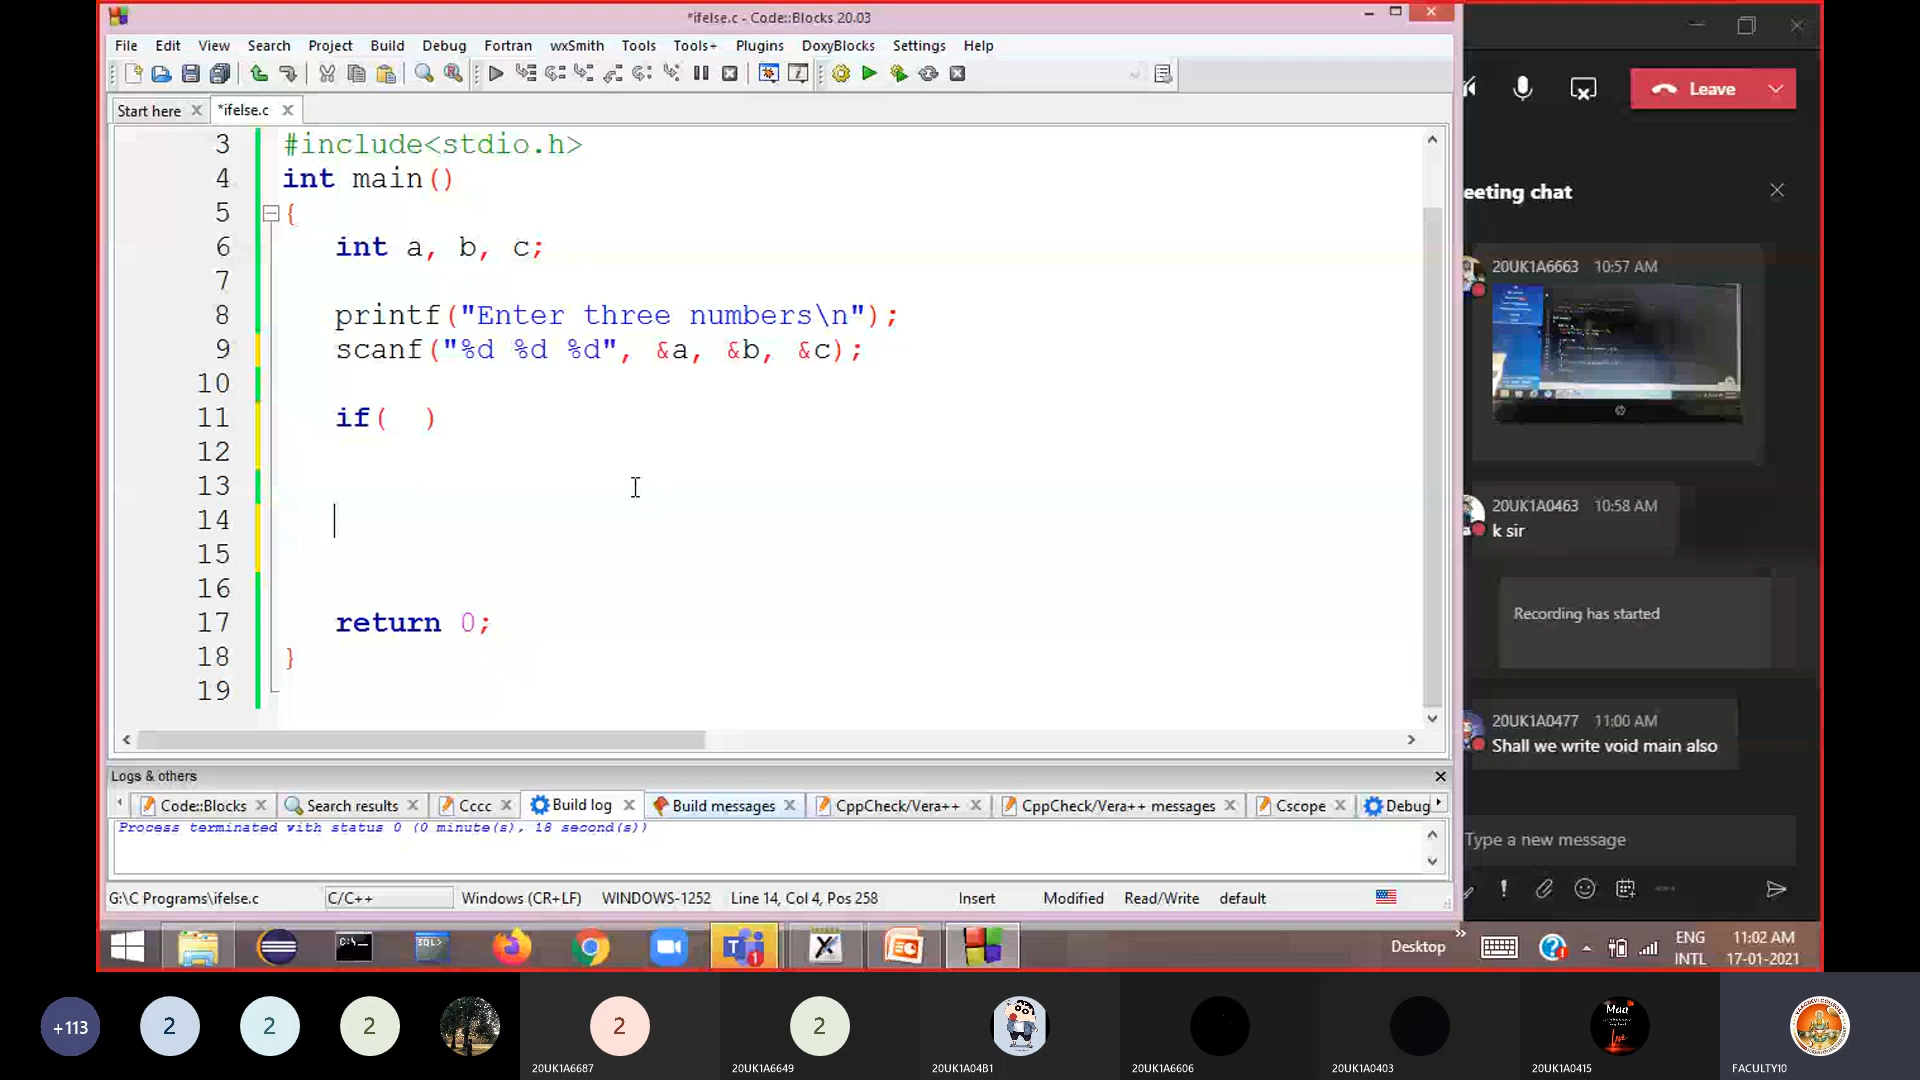 *ifelse.c - Code::Blocks 20.03
File Edit View Search Project Build Debug Fortran wxSmith Tools Tools+ Plugins DoxyBlocks Settings Help
Start here *ifelse.c
3 #include<stdio.h>
4 int main()
5 {
6 int a, b, c;
7
8 printf("Enter three numbers\n");
9 scanf("%d %d %d", &a, &b, &c);
10
11 if( )
12
13
14
15
16
17 return 0;
18 }
19
Logs & others
Code::Blocks Search results Cccc Build log Build messages CppCheck/Vera++ CppCheck/Vera++ messages Cscope Debug
Process terminated with status 0 (0 minute(s), 18 second(s))
G:\C Programs\ifelse.c C/C++ Windows (CR+LF) WINDOWS-1252 Line 14, Col 4, Pos 258 Insert Modified Read/Write default
Leave
eeting chat
20UK1A6663 10:57 AM
20UK1A0463 10:58 AM
k sir
Recording has started
20UK1A0477 11:00 AM
Shall we write void main also
Type a new message
C:\_ SQL> T 1 X Desktop ENG INTL 11:02 AM 17-01-2021
+113 2 2 2 2 2 Maa Love
20UK1A6687 20UK1A6649 20UK1A04B1 20UK1A6606 20UK1A0403 20UK1A0415 FACULTY10